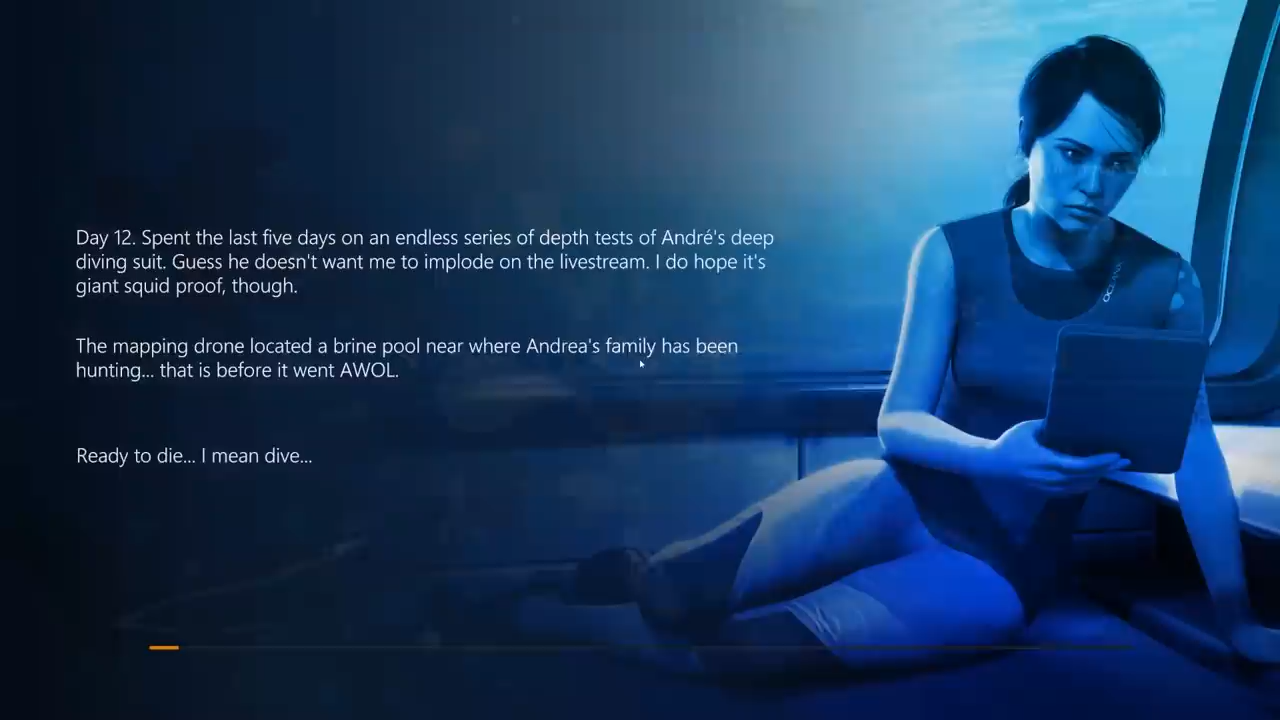 Day 12. Spent the last five days on an endless series of depth tests of André's deep
diving suit. Guess he doesn't want me to implode on the livestream. I do hope it's
giant squid proof, though.
The mapping drone located a brine pool near where Andrea's family has been
hunting... that is before it went AWOL.
Ready to die... I mean dive...